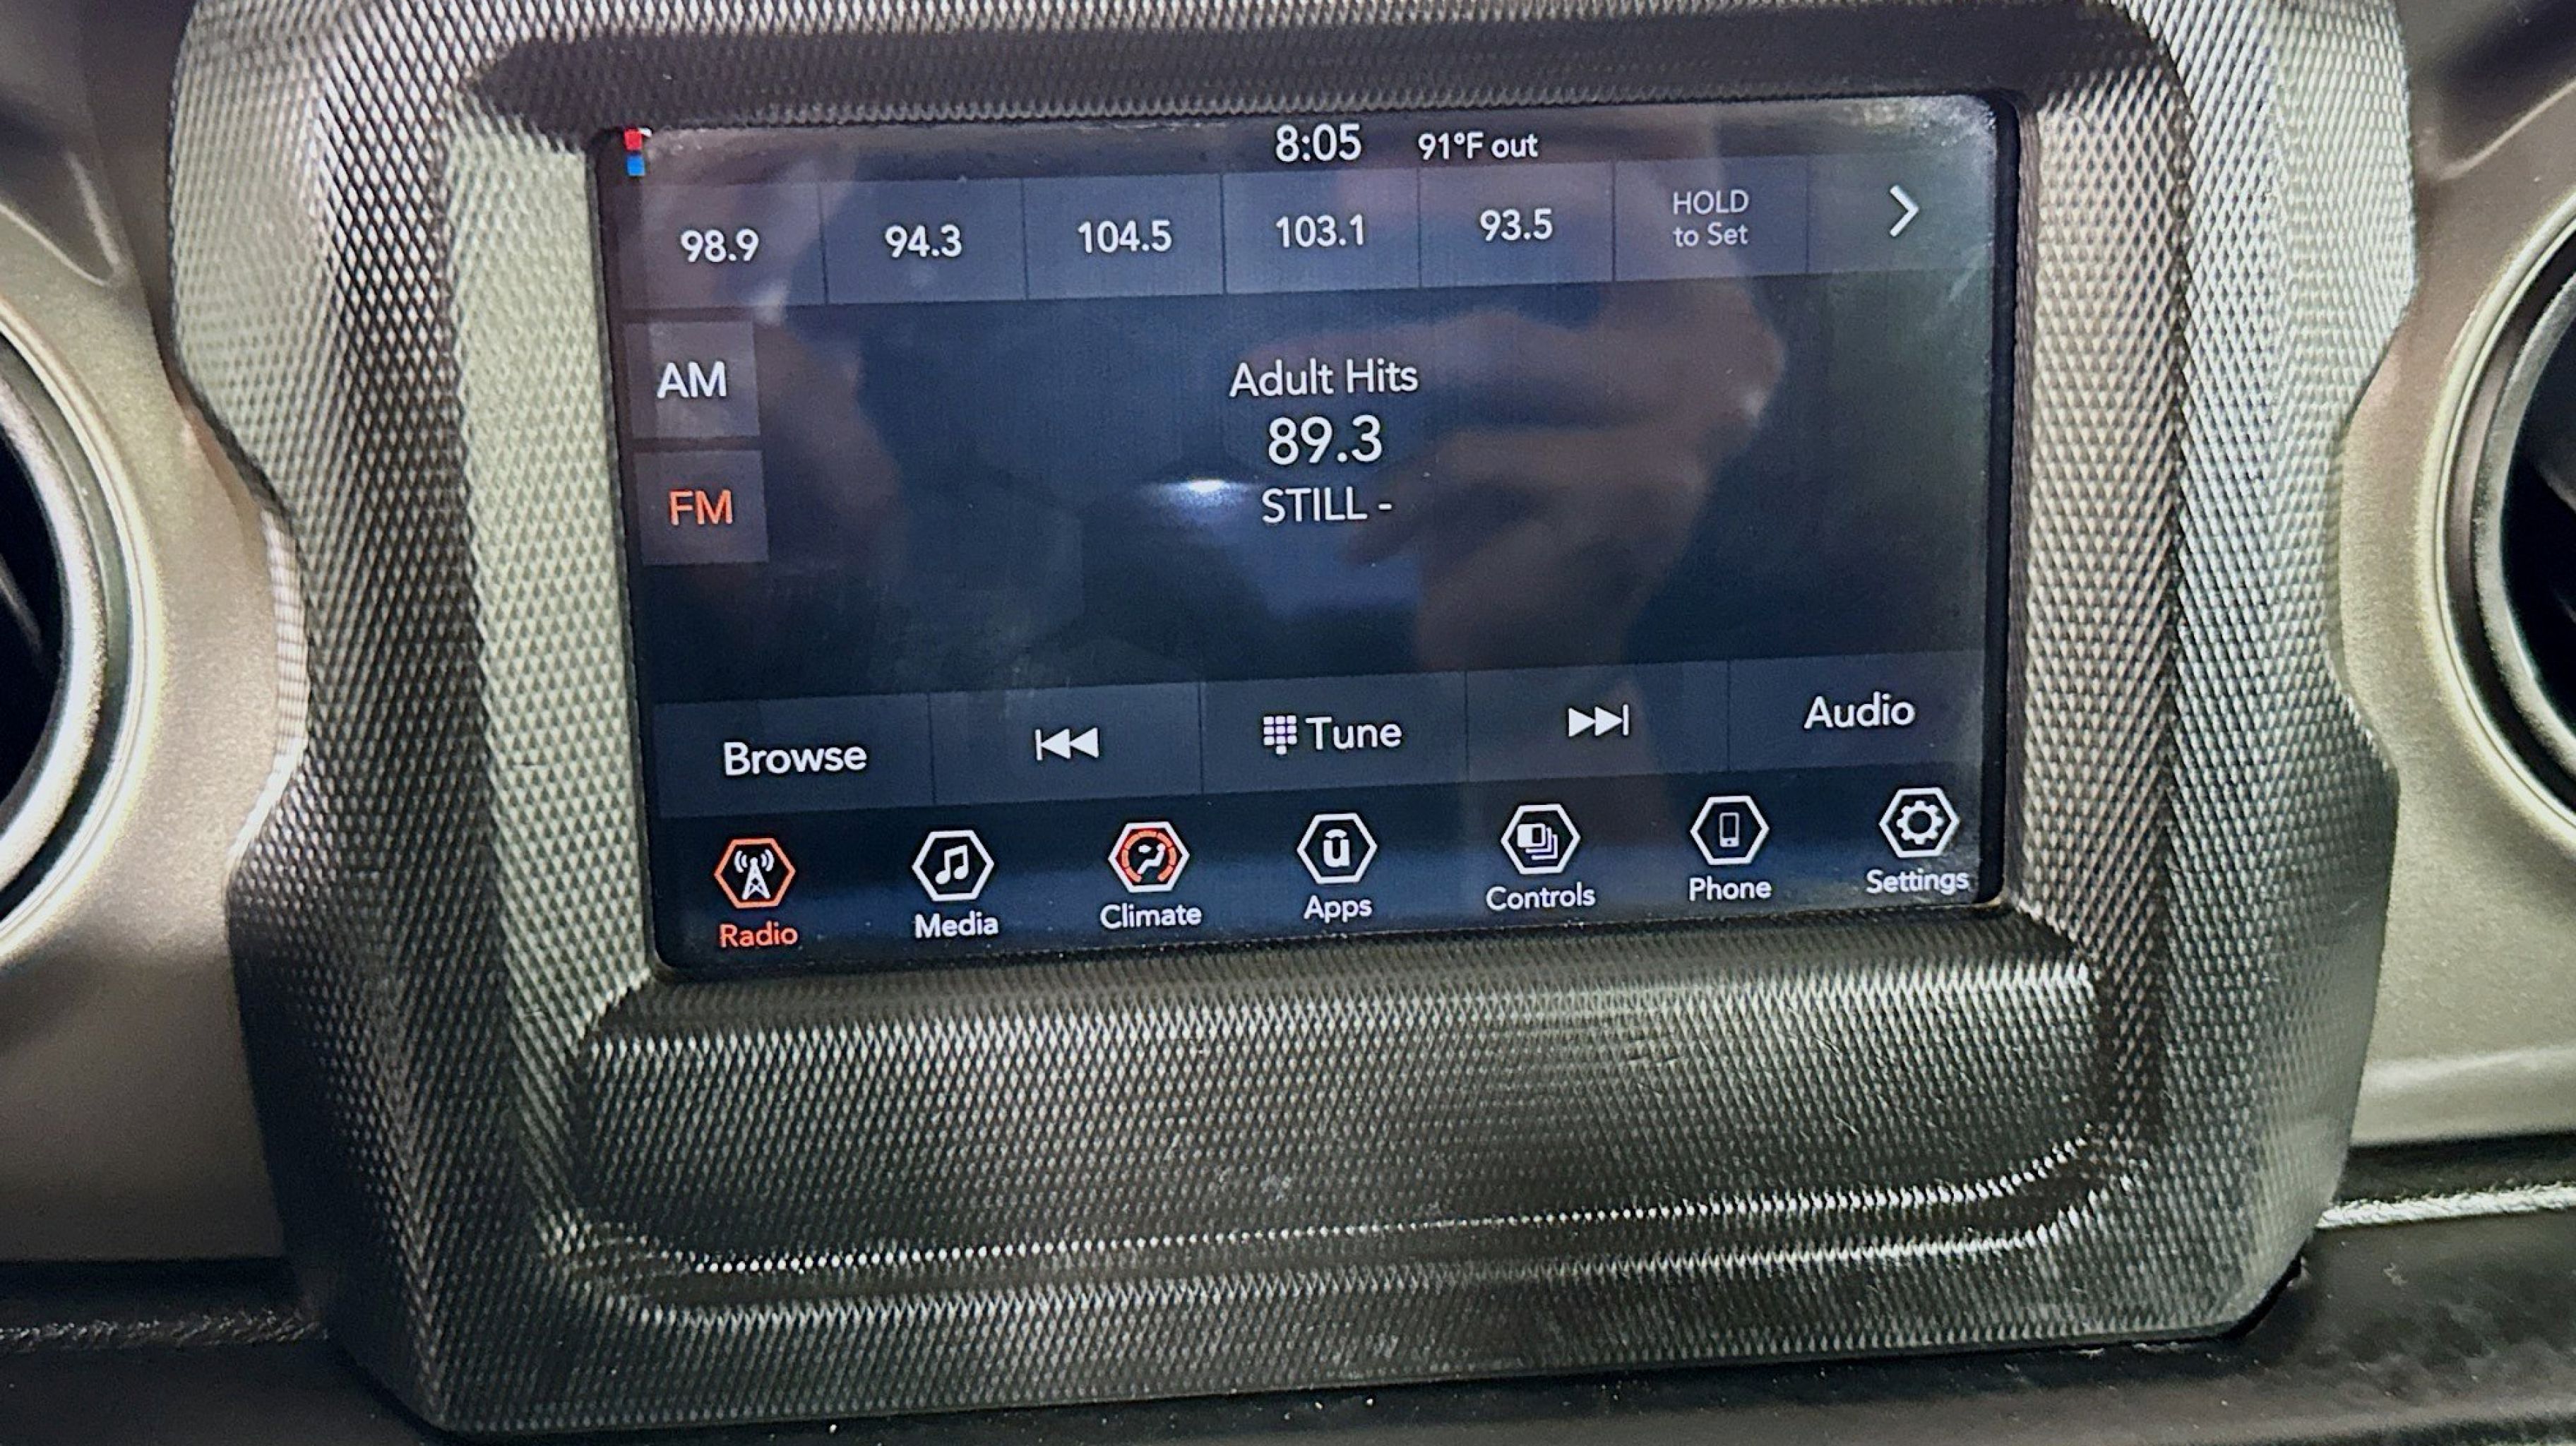 8:05 91°F out
98.9 94.3 104.5 103.1 93.5 HOLD
to Set
AM
Adult Hits
89.3
FM
STILL -
Browse Tune Audio
Radio Media Climate Apps Controls Phone Settings